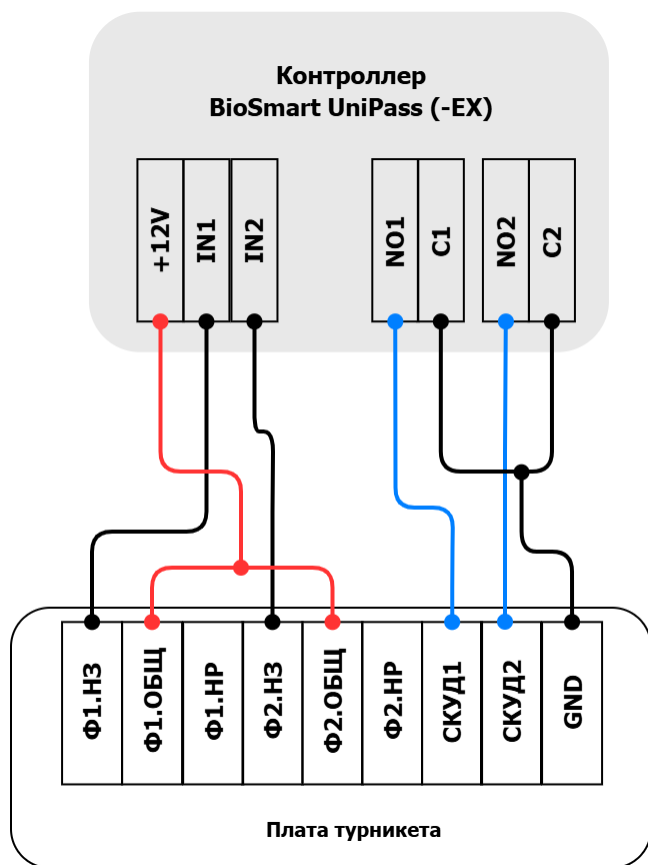 Контроллер
BioSmart UniPass (-EX)
+12V
IN1
IN2
NO1
C1
NO2
C2
Ф1.НЗ
Ф1.ОБЩ
Ф1.НР
Ф2.НЗ
Ф2.ОБЩ
Ф2.НР
СКУД1
СКУД2
GND
Плата турникета